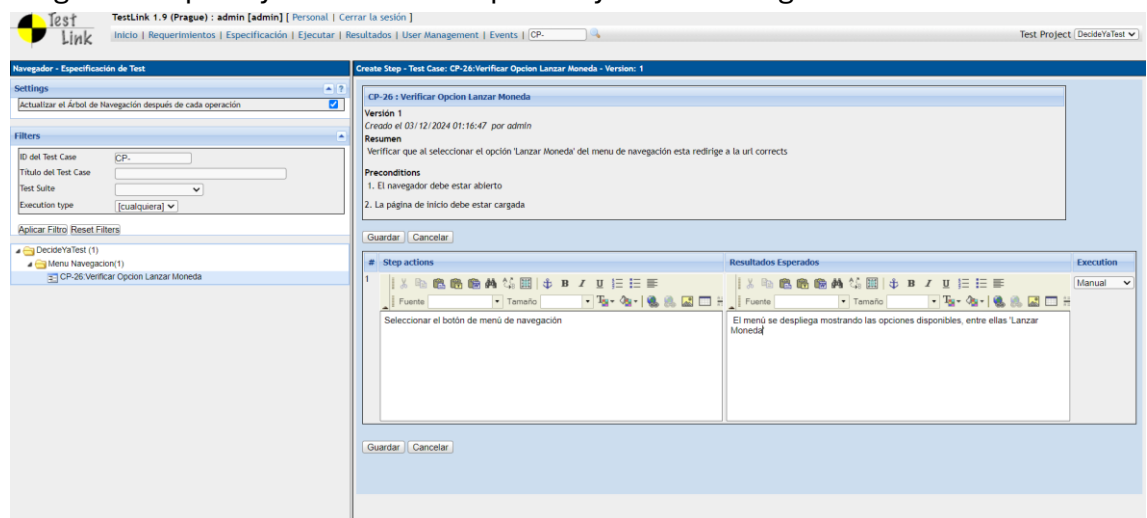 Test Link
TestLink 1.9 (Prague) : admin [admin] [ Personal | Cerrar la sesión ]
Inicio | Requerimientos | Especificación | Ejecutar | Resultados | User Management | Events | CP-
Test Project DecideYaTest
Navegador - Especificación de Test
Create Step - Test Case: CP-26:Verificar Opcion Lanzar Moneda - Version: 1
Settings
?
Actualizar el Árbol de Navegación después de cada operación
Filters
ID del Test Case CP-
Título del Test Case
Test Suite
Execution type [cualquiera]
Aplicar Filtro Reset Filters
DecideYaTest (1)
Menu Navegacion(1)
CP-26:Verificar Opcion Lanzar Moneda
CP-26 : Verificar Opcion Lanzar Moneda
Versión 1
Creado el 03/12/2024 01:16:47 por admin
Resumen
Verificar que al seleccionar el opción 'Lanzar Moneda' del menu de navegación esta redirige a la url corrects
Preconditions
1. El navegador debe estar abierto
2. La página de inicio debe estar cargada
Guardar Cancelar
# Step actions Resultados Esperados Execution
1
B I U
Fuente Tamaño
B I U
Fuente Tamaño
Manual
Seleccionar el botón de menú de navegación
El menú se despliega mostrando las opciones disponibles, entre ellas 'Lanzar
Moneda
Guardar Cancelar